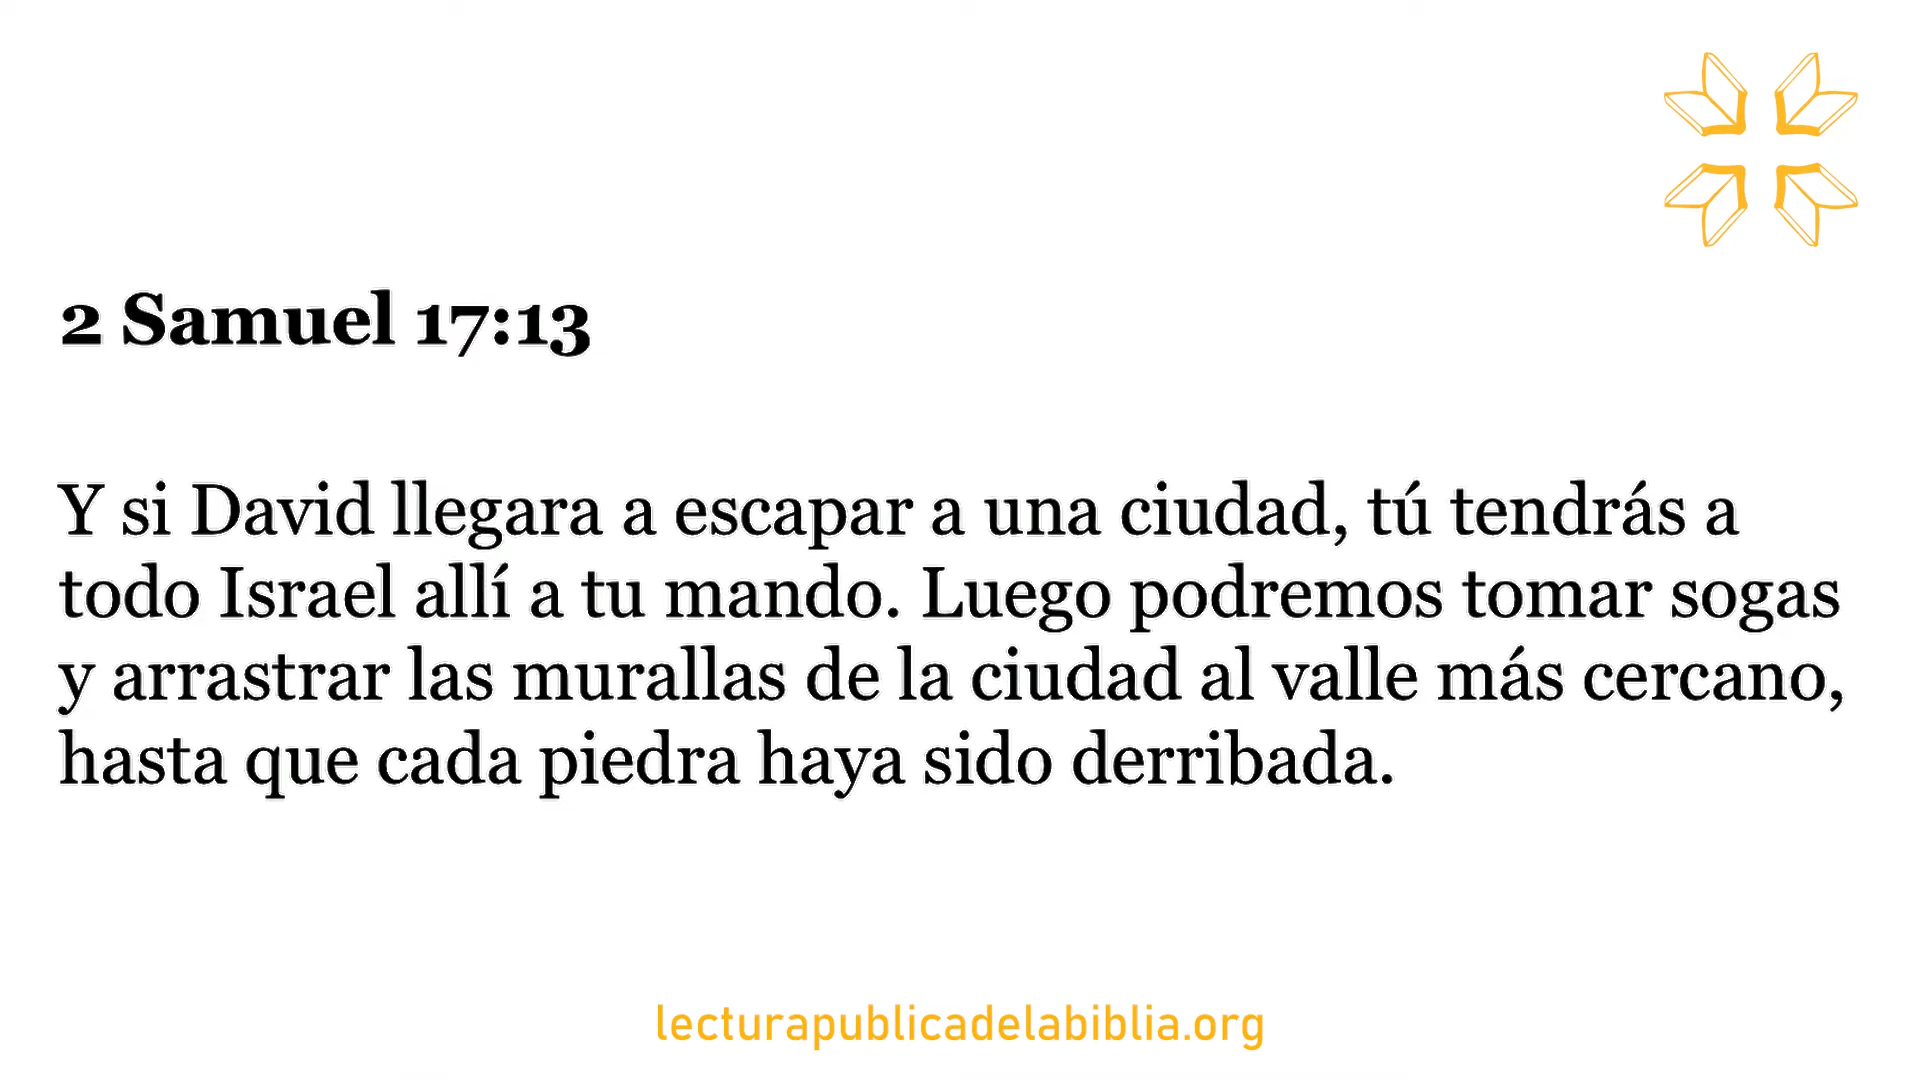 2 Samuel 17:13
Y si David llegara a escapar a una ciudad, tú tendrás a
todo Israel allí a tu mando. Luego podremos tomar sogas
y arrastrar las murallas de la ciudad al valle más cercano,
hasta que cada piedra haya sido derribada.
lecturapublicadelabiblia.org